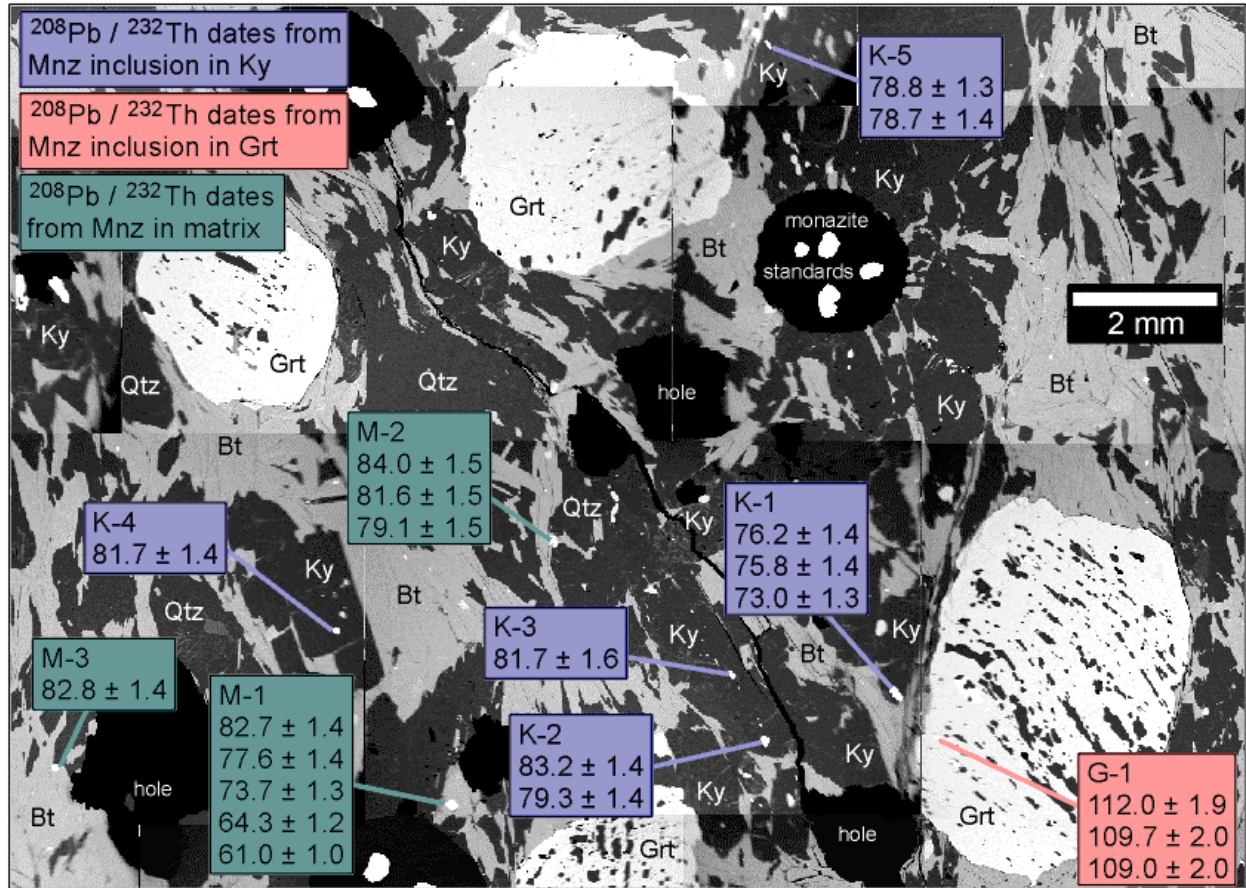 ²⁰⁸Pb / ²³²Th dates from
Mnz inclusion in Ky
²⁰⁸Pb / ²³²Th dates from
Mnz inclusion in Grt
²⁰⁸Pb / ²³²Th dates
from Mnz in matrix
Ky
K-5
78.8 ± 1.3
78.7 ± 1.4
Bt
Grt
Ky
Ky
Bt
monazite
standards
2 mm
Ky
Qtz
Grt
Qtz
hole
Ky
Bt
Bt
M-2
84.0 ± 1.5
81.6 ± 1.5
79.1 ± 1.5
Qtz
Ky
K-1
76.2 ± 1.4
75.8 ± 1.4
73.0 ± 1.3
K-4
81.7 ± 1.4
Ky
Qtz
Bt
K-3
81.7 ± 1.6
Ky
Bt
Ky
M-3
82.8 ± 1.4
M-1
82.7 ± 1.4
77.6 ± 1.4
73.7 ± 1.3
64.3 ± 1.2
61.0 ± 1.0
K-2
83.2 ± 1.4
79.3 ± 1.4
Ky
Ky
G-1
112.0 ± 1.9
109.7 ± 2.0
109.0 ± 2.0
Bt
hole
Grt
hole
Grt